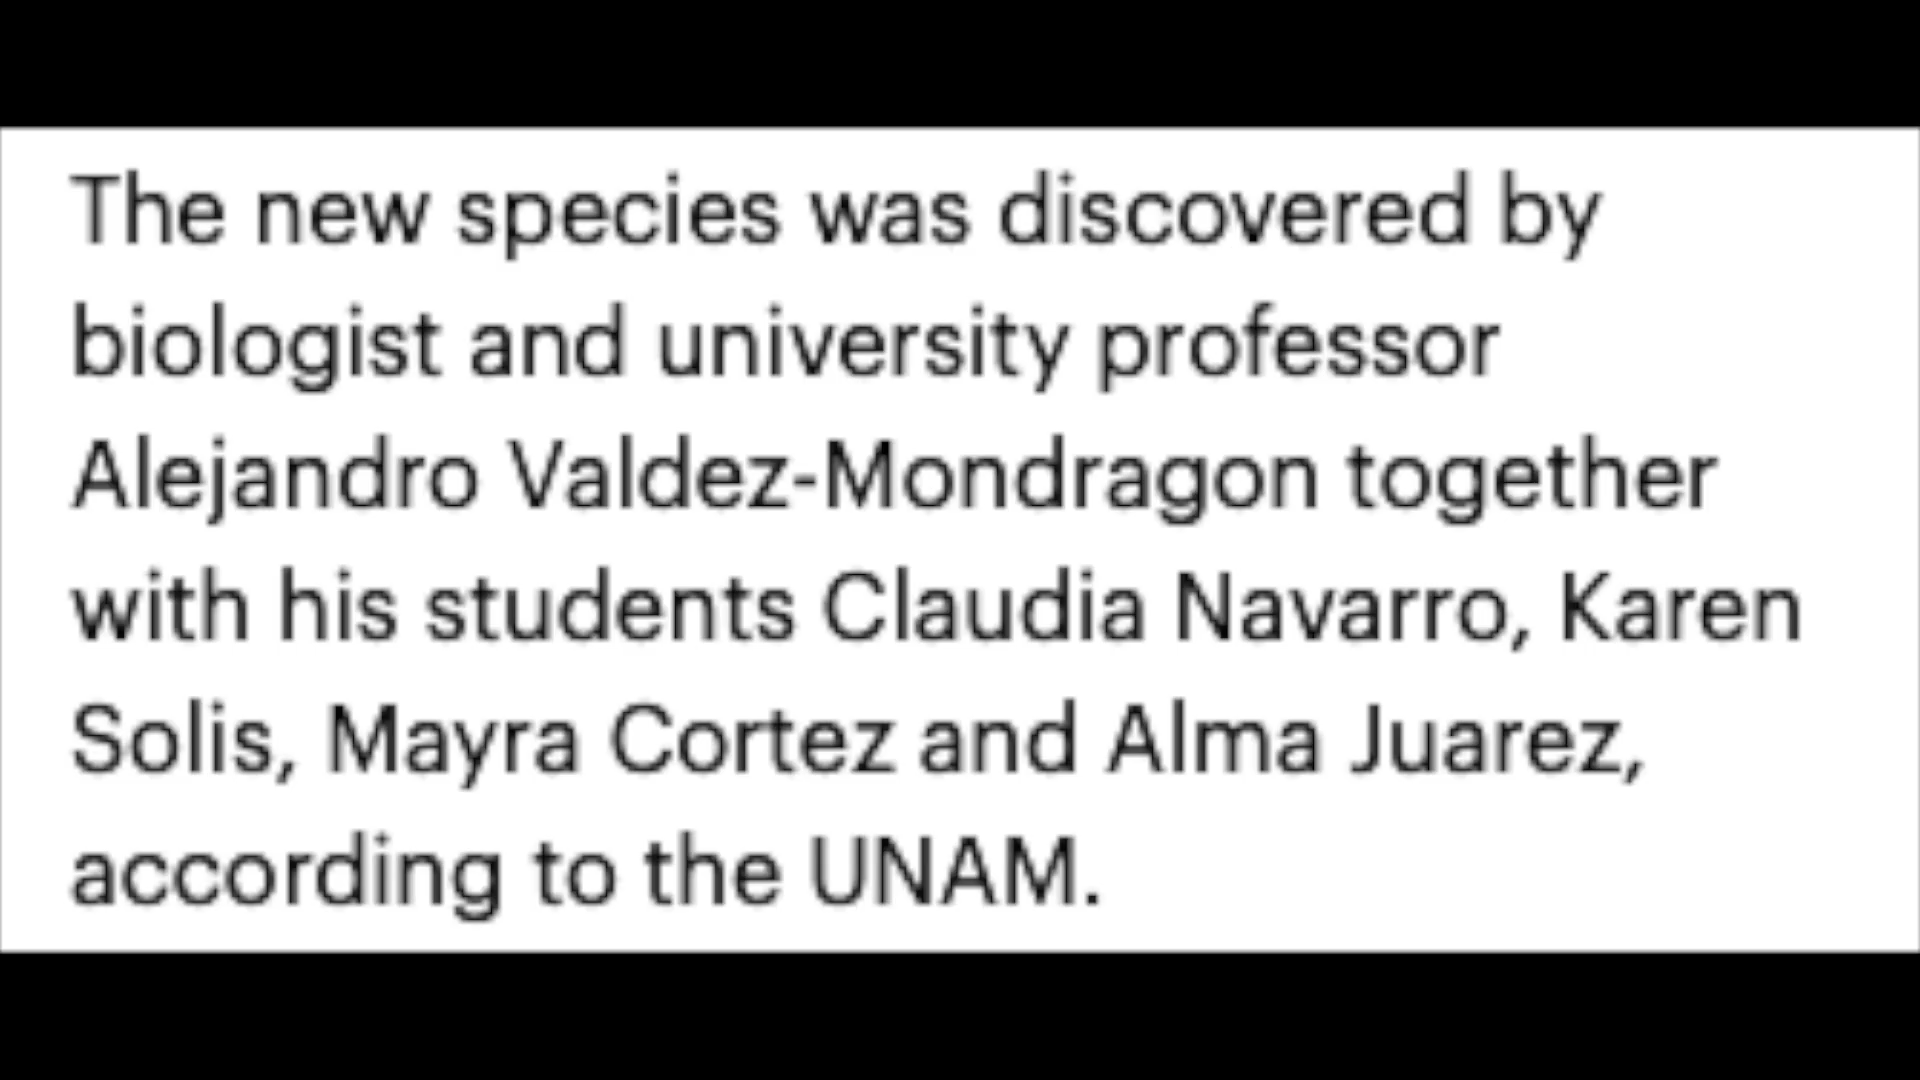 The new species was discovered by
biologist and university professor
Alejandro Valdez-Mondragon together
with his students Claudia Navarro, Karen
Solis, Mayra Cortez and Alma Juarez,
according to the UNAM.